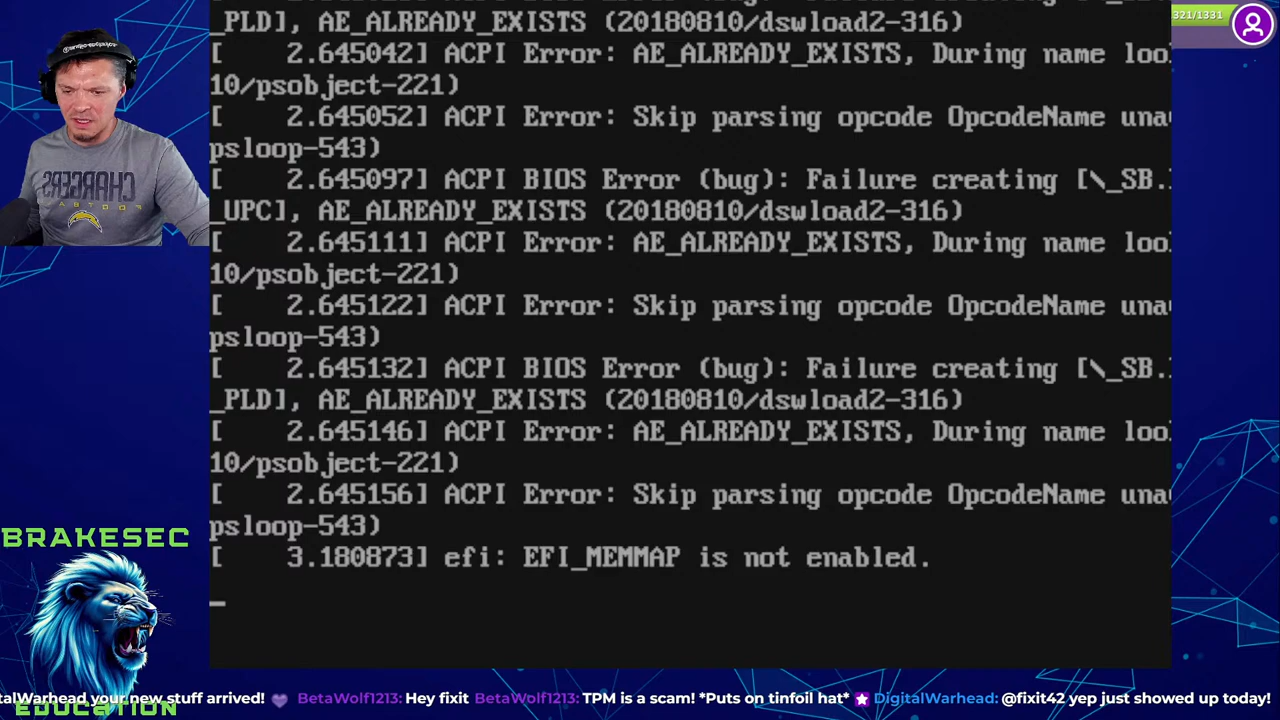 _PLD], AE_ALREADY_EXISTS (20180810/dswload2-316)
321/1331
[    2.645042] ACPI Error: AE_ALREADY_EXISTS, During name
10/psobject-221)
[    2.645052] ACPI Error: Skip parsing opcode OpcodeName
psloop-543)
[    2.645097] ACPI BIOS Error (bug): Failure creating [\_SB.
_UPC], AE_ALREADY_EXISTS (20180810/dswload2-316)
[    2.645111] ACPI Error: AE_ALREADY_EXISTS, During name
10/psobject-221)
[    2.645122] ACPI Error: Skip parsing opcode OpcodeName
psloop-543)
[    2.645132] ACPI BIOS Error (bug): Failure creating [\_SB.
_PLD], AE_ALREADY_EXISTS (20180810/dswload2-316)
[    2.645146] ACPI Error: AE_ALREADY_EXISTS, During name
10/psobject-221)
[    2.645156] ACPI Error: Skip parsing opcode OpcodeName
psloop-543)
[    3.180873] efi: EFI_MEMMAP is not enabled.
CHARGERS
FOOTBALL
BRAKESEC
EDUCATION
talWarhead your new stuff arrived! BetaWolf1213: Hey fixit BetaWolf1213: TPM is a scam! *Puts on tinfoil hat* DigitalWarhead: @fixit42 yep just showed up today!